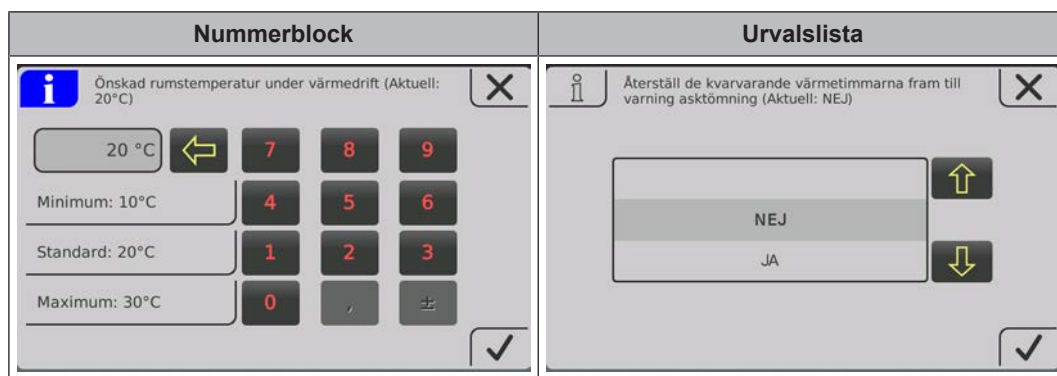 Nummerblock
Urvalslista
i
Önskad rumstemperatur under värmedrift (Aktuell:
20°C)
20 °C
7 8 9
Minimum: 10°C
4 5 6
Standard: 20°C
1 2 3
Maximum: 30°C
0 , ±
i
Återställ de kvarvarande värmetimmarna fram till
varning asktömning (Aktuell: NEJ)
NEJ
JA